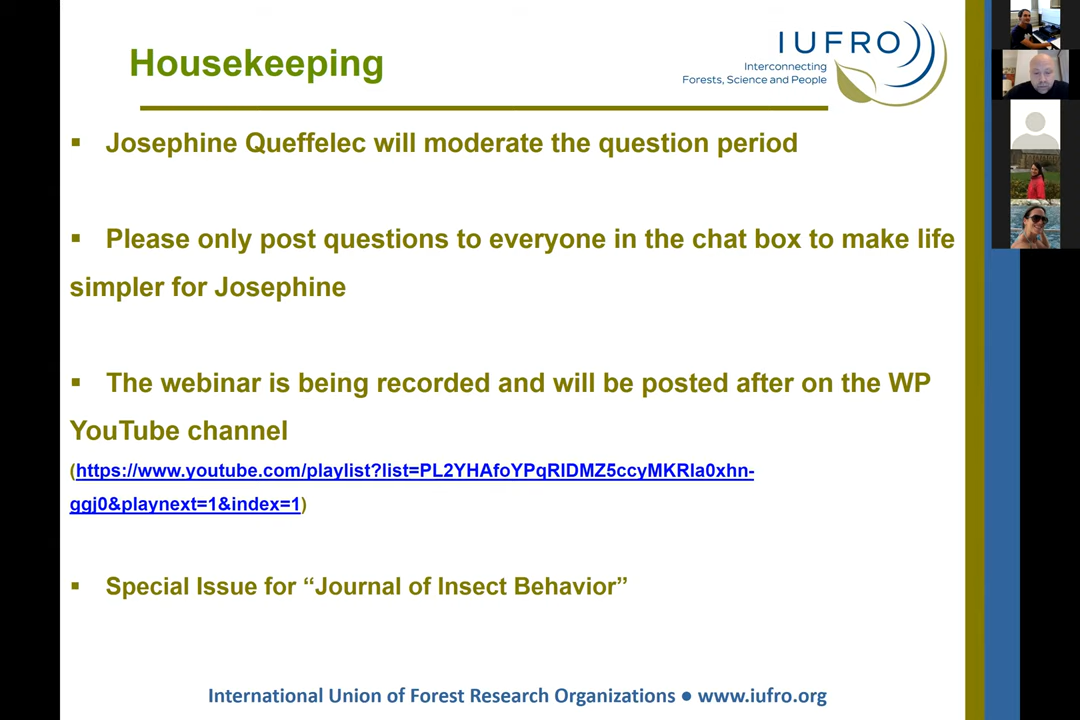 Housekeeping
IUFRO
Interconnecting
Forests, Science and People
▪ Josephine Queffelec will moderate the question period
▪ Please only post questions to everyone in the chat box to make life
simpler for Josephine
▪ The webinar is being recorded and will be posted after on the WP
YouTube channel
(https://www.youtube.com/playlist?list=PL2YHAfoYPqRIDMZ5ccyMKRIa0xhn-
ggj0&playnext=1&index=1)
▪ Special Issue for “Journal of Insect Behavior”
International Union of Forest Research Organizations ● www.iufro.org